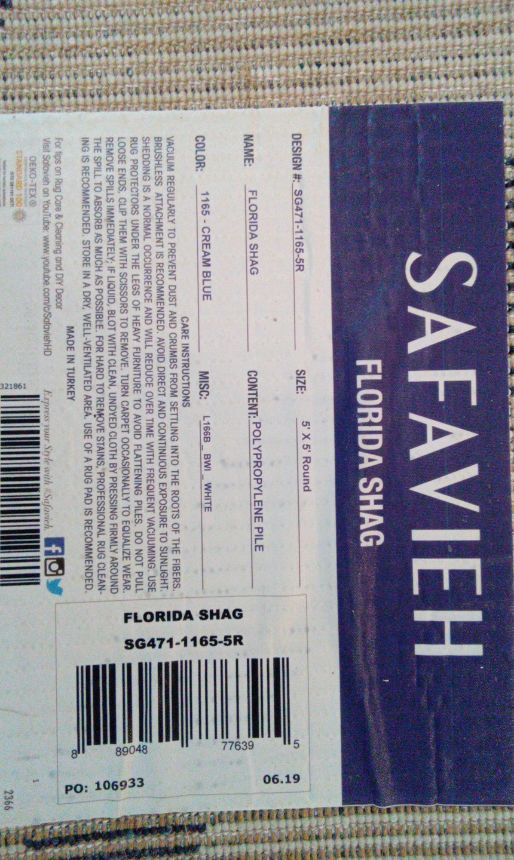 SAFAVIEH
FLORIDA SHAG
DESIGN #: SG471-1165-5R
SIZE: 5' X 5' Round
NAME: FLORIDA SHAG
CONTENT: POLYPROPYLENE PILE
COLOR: 1165 - CREAM BLUE
MISC: L166B_BWI_WHITE
CARE INSTRUCTIONS
VACUUM REGULARLY TO PREVENT DUST AND CRUMBS FROM SETTLING INTO THE ROOTS OF THE FIBERS.
BRUSHLESS ATTACHMENT IS RECOMMENDED. AVOID DIRECT AND CONTINUOUS EXPOSURE TO SUNLIGHT.
SHEDDING IS A NORMAL OCCURRENCE AND WILL REDUCE OVER TIME WITH FREQUENT VACUUMING. USE
RUG PROTECTORS UNDER THE LEGS OF HEAVY FURNITURE TO AVOID FLATTENING PILES. DO NOT PULL
LOOSE ENDS, CLIP THEM WITH SCISSORS TO REMOVE. TURN CARPET OCCASIONALLY TO EQUALIZE WEAR.
REMOVE SPILLS IMMEDIATELY, IF LIQUID, BLOT WITH CLEAN, UNDYED CLOTH BY PRESSING FIRMLY AROUND
THE SPILL TO ABSORB AS MUCH AS POSSIBLE. FOR HARD TO REMOVE STAINS, PROFESSIONAL RUG CLEAN-
ING IS RECOMMENDED. STORE IN A DRY, WELL-VENTILATED AREA. USE OF A RUG PAD IS RECOMMENDED.
MADE IN TURKEY
For tips on Rug Care & Cleaning and DIY Decor
Visit Safavieh on YouTube: www.youtube.com/c/SafaviehHD
Express your Style with #Safavieh
OEKO-TEX®
STANDARD 100
321861
FLORIDA SHAG
SG471-1165-5R
8 89048 77639 5
PO: 106933
06.19
1
2366